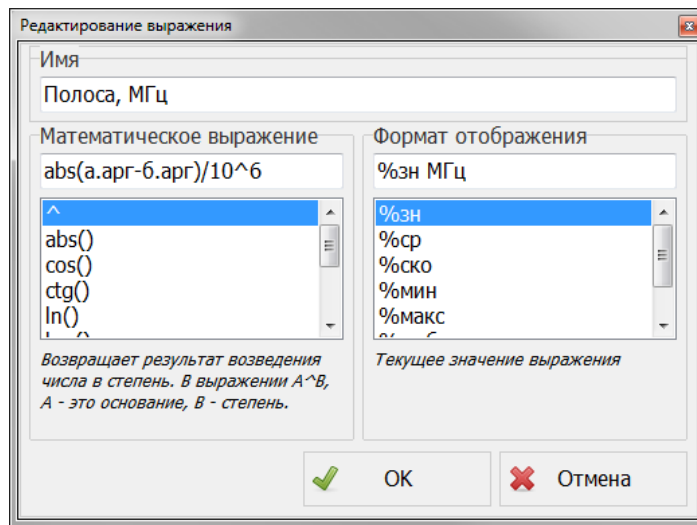 Редактирование выражения
Имя
Полоса, МГц
Математическое выражение
abs(а.арг-б.арг)/10^6
^
abs()
cos()
ctg()
ln()
Возвращает результат возведения
числа в степень. В выражении A^B,
A - это основание, B - степень.
Формат отображения
%зн МГц
%зн
%ср
%ско
%мин
%макс
Текущее значение выражения
OK
Отмена